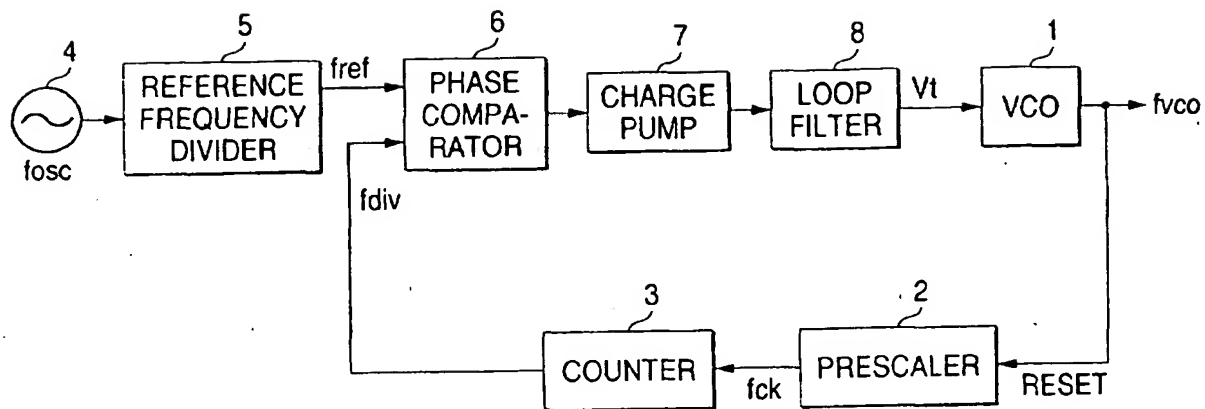 4
5
6
7
8
1
fref
Vt
fvco
REFERENCE
FREQUENCY
DIVIDER
PHASE
COMPA-
RATOR
CHARGE
PUMP
LOOP
FILTER
VCO
fosc
fdiv
3
2
COUNTER
fck
PRESCALER
RESET